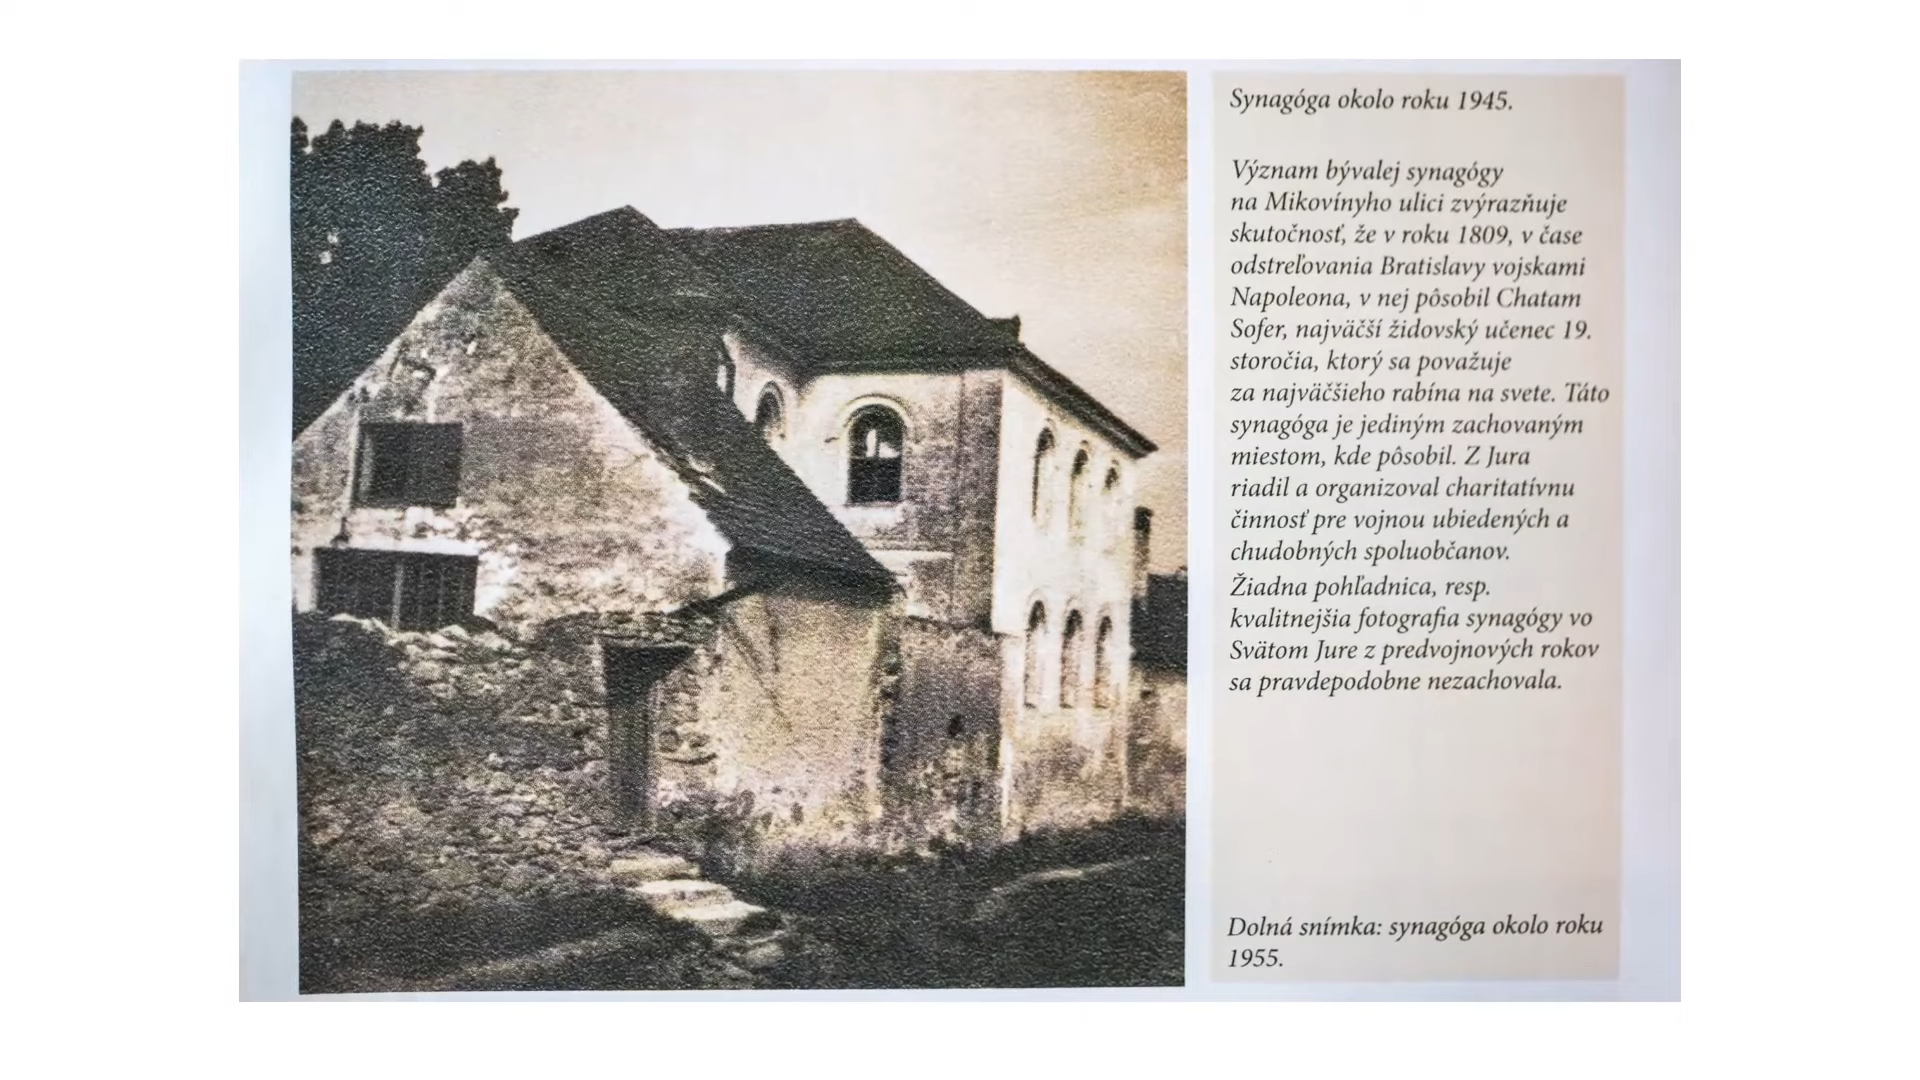 Synagóga okolo roku 1945.
Význam bývalej synagógy
na Mikovínyho ulici zvýrazňuje
skutočnosť, že v roku 1809, v čase
odstreľovania Bratislavy vojskami
Napoleona, v nej pôsobil Chatam
Sofer, najväčší židovský učenec 19.
storočia, ktorý sa považuje
za najväčšieho rabína na svete. Táto
synagóga je jediným zachovaným
miestom, kde pôsobil. Z Jura
riadil a organizoval charitatívnu
činnosť pre vojnou ubiedených a
chudobných spoluobčanov.
Žiadna pohľadnica, resp.
kvalitnejšia fotografia synagógy vo
Svätom Jure z predvojnových rokov
sa pravdepodobne nezachovala.
Dolná snímka: synagóga okolo roku
1955.